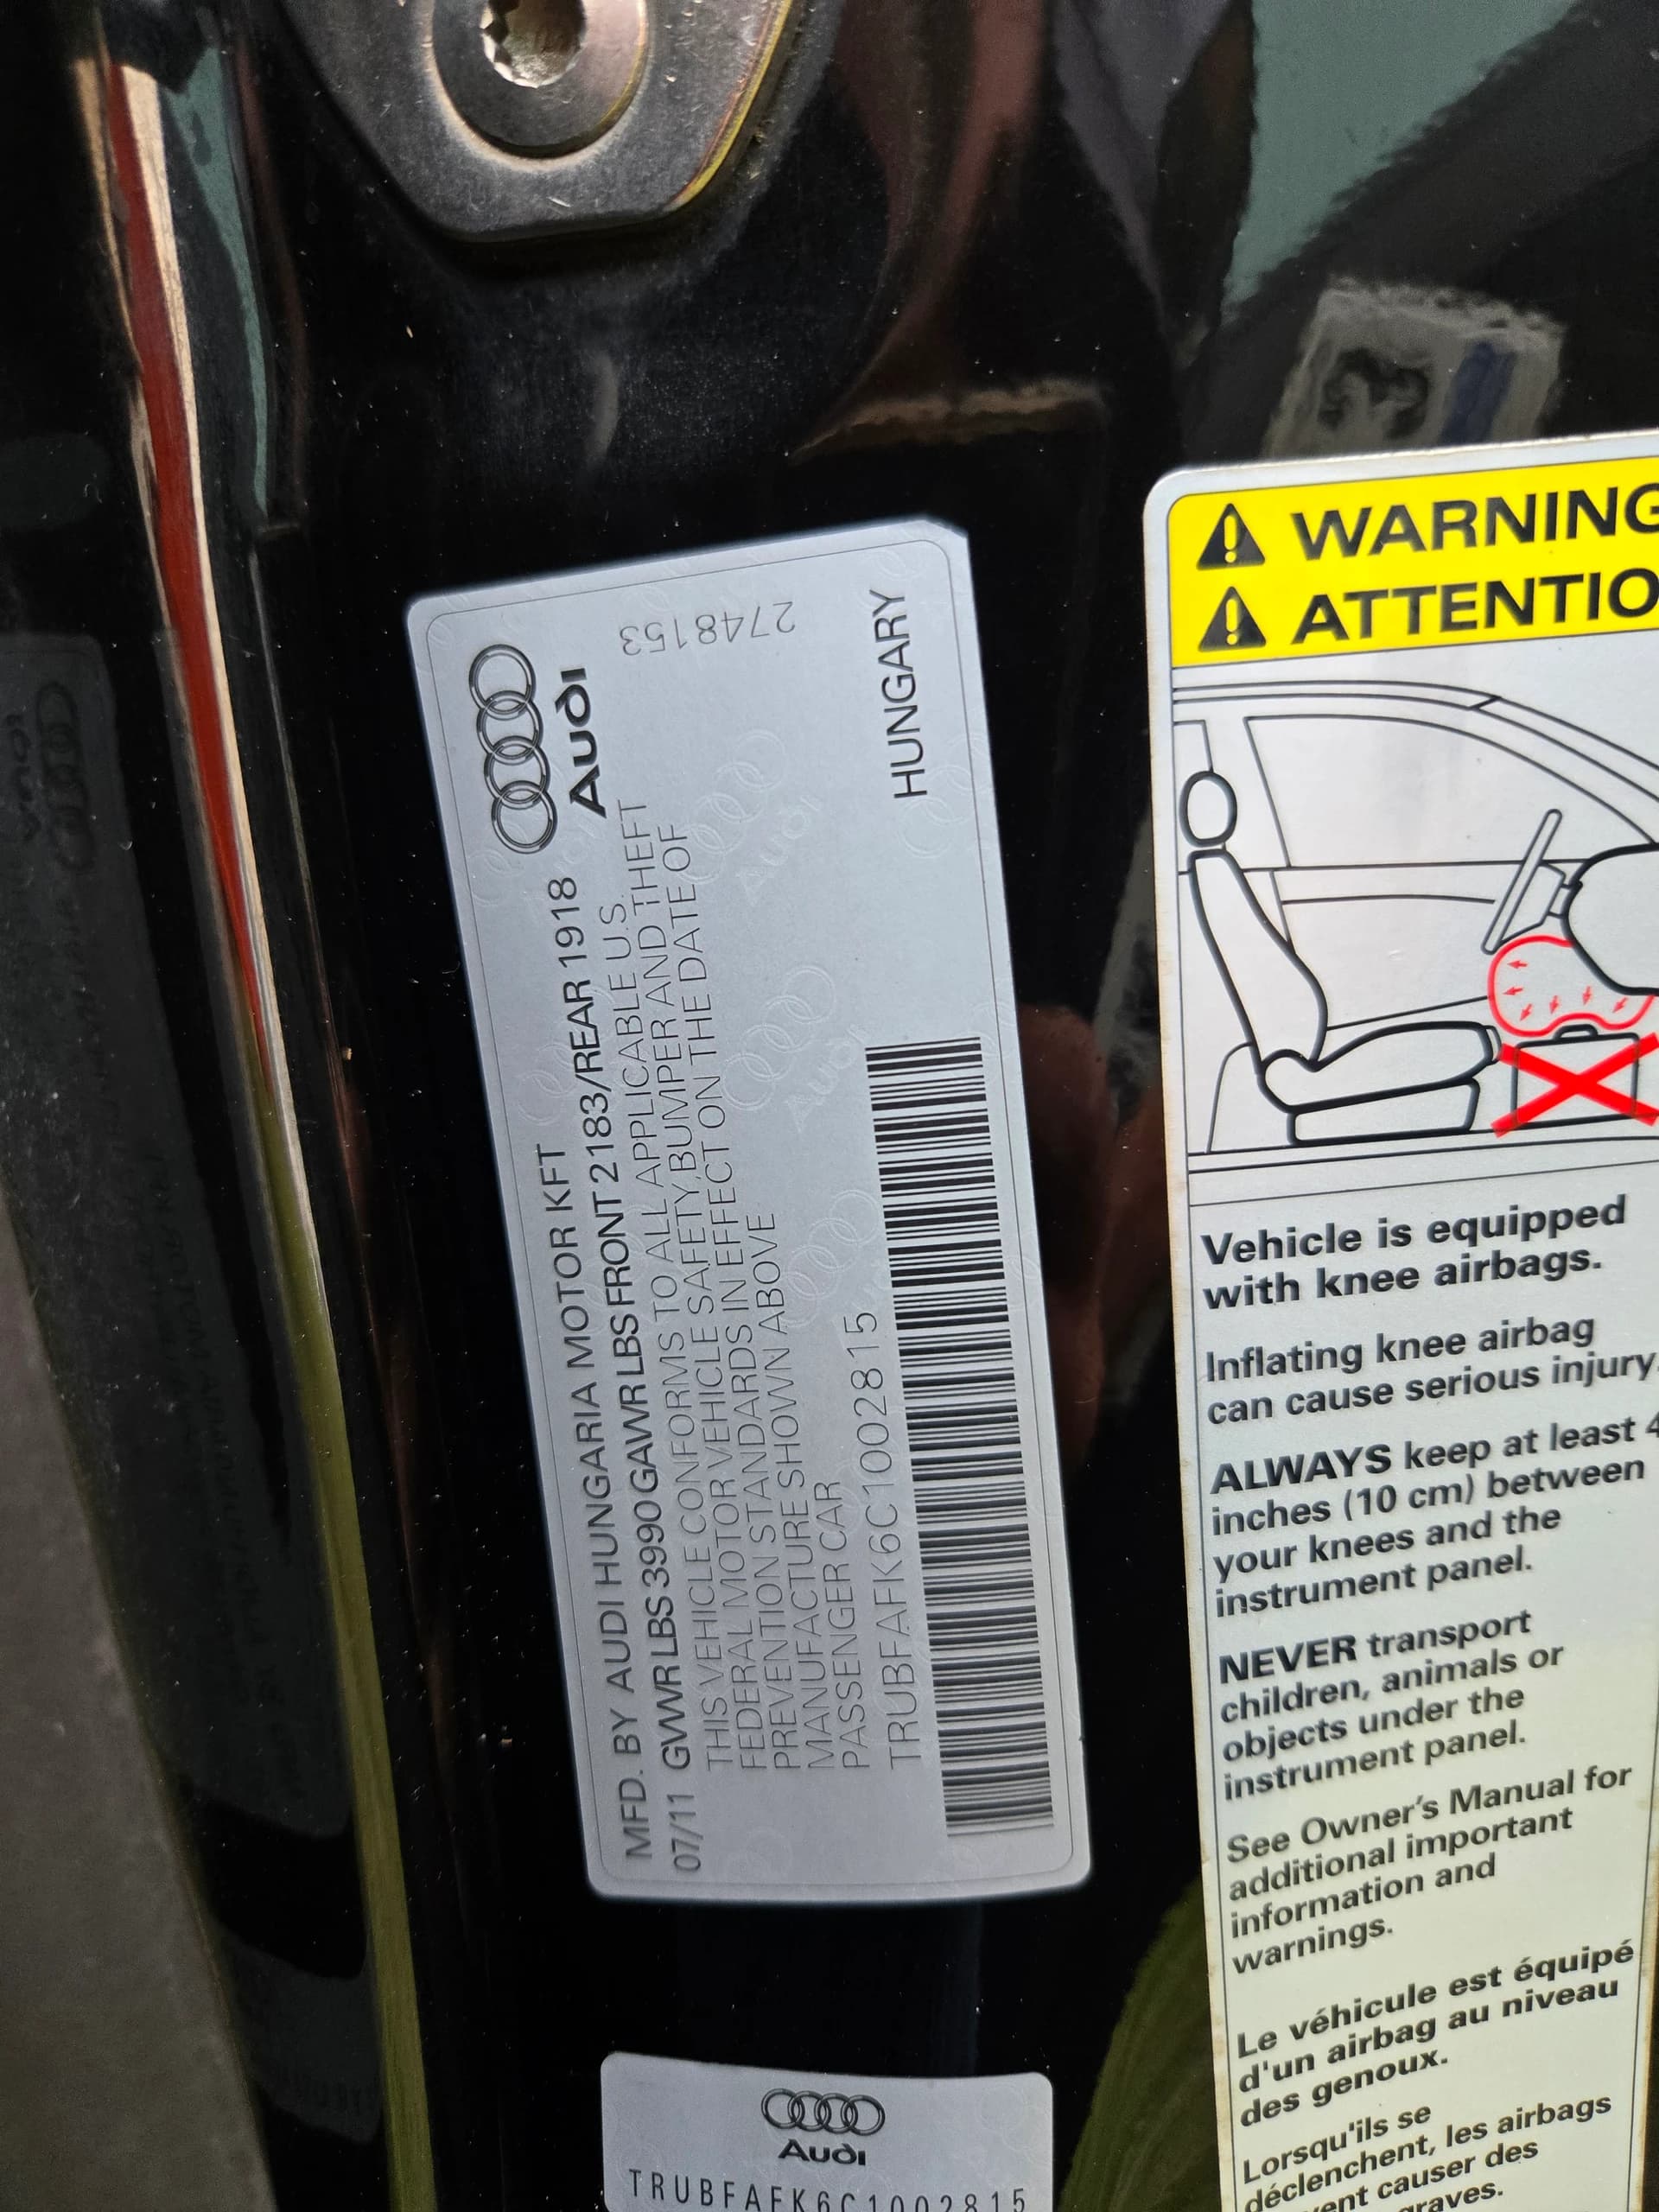 Audi
2748153
HUNGARY
MFD. BY AUDI HUNGARIA MOTOR KFT
07/11 GVWR LBS 3990 GAWR LBS FRONT 2183/REAR 1918
THIS VEHICLE CONFORMS TO ALL APPLICABLE U.S.
FEDERAL MOTOR VEHICLE SAFETY, BUMPER AND THEFT
PREVENTION STANDARDS IN EFFECT ON THE DATE OF
MANUFACTURE SHOWN ABOVE
PASSENGER CAR
TRUBFAFK6C1002815
Audi
TRUBFAFK6C1002815
WARNING
ATTENTIO
Vehicle is equipped
with knee airbags.
Inflating knee airbag
can cause serious injury.
ALWAYS keep at least 4
inches (10 cm) between
your knees and the
instrument panel.
NEVER transport
children, animals or
objects under the
instrument panel.
See Owner's Manual for
additional important
information and
warnings.
Le véhicule est équipé
d'un airbag au niveau
des genoux.
Lorsqu'ils se
déclenchent, les airbags
causer des
graves.